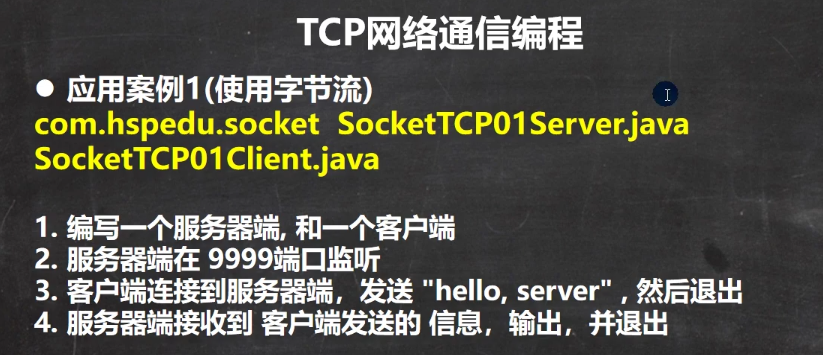 TCP网络通信编程
● 应用案例1(使用字节流)
com.hspedu.socket SocketTCP01Server.java
SocketTCP01Client.java
1. 编写一个服务器端, 和一个客户端
2. 服务器端在 9999端口监听
3. 客户端连接到服务器端，发送 "hello, server" , 然后退出
4. 服务器端接收到 客户端发送的 信息，输出，并退出